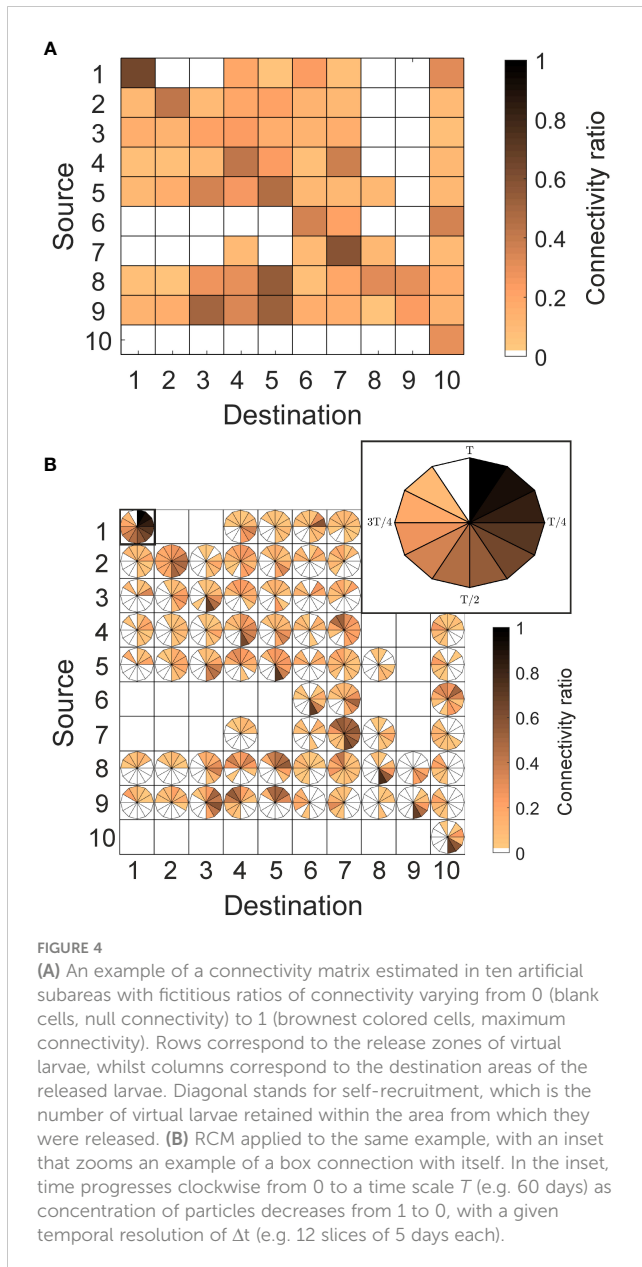 A
1
2
3
4
5
6
7
8
9
10
Source
1 2 3 4 5 6 7 8 9 10
Destination
1
0.8
0.6
0.4
0.2
0
Connectivity ratio
B
T
T/4
T/2
3T/4
1
2
3
4
5
6
7
8
9
10
Source
1 2 3 4 5 6 7 8 9 10
Destination
1
0.8
0.6
0.4
0.2
0
Connectivity ratio
FIGURE 4
(A) An example of a connectivity matrix estimated in ten artificial
subareas with fictitious ratios of connectivity varying from 0 (blank
cells, null connectivity) to 1 (brownest colored cells, maximum
connectivity). Rows correspond to the release zones of virtual
larvae, whilst columns correspond to the destination areas of the
released larvae. Diagonal stands for self-recruitment, which is the
number of virtual larvae retained within the area from which they
were released. (B) RCM applied to the same example, with an inset
that zooms an example of a box connection with itself. In the inset,
time progresses clockwise from 0 to a time scale T (e.g. 60 days) as
concentration of particles decreases from 1 to 0, with a given
temporal resolution of Δt (e.g. 12 slices of 5 days each).